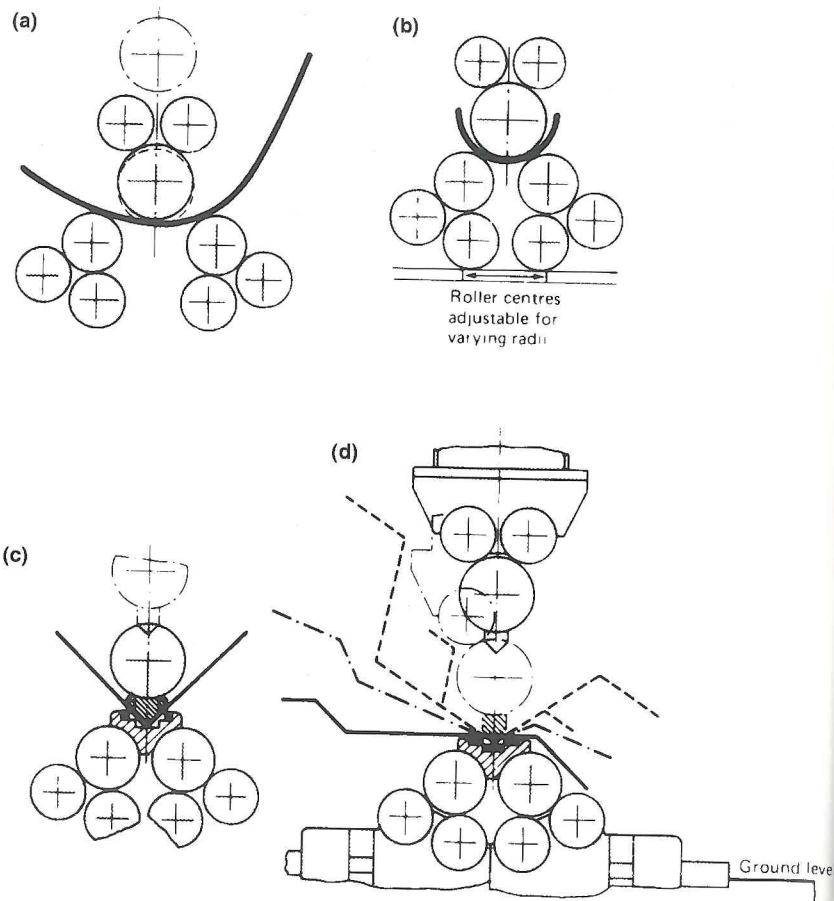 (a)
(b)
Roller centres
adjustable for
varying radii
(c)
(d)
Ground leve